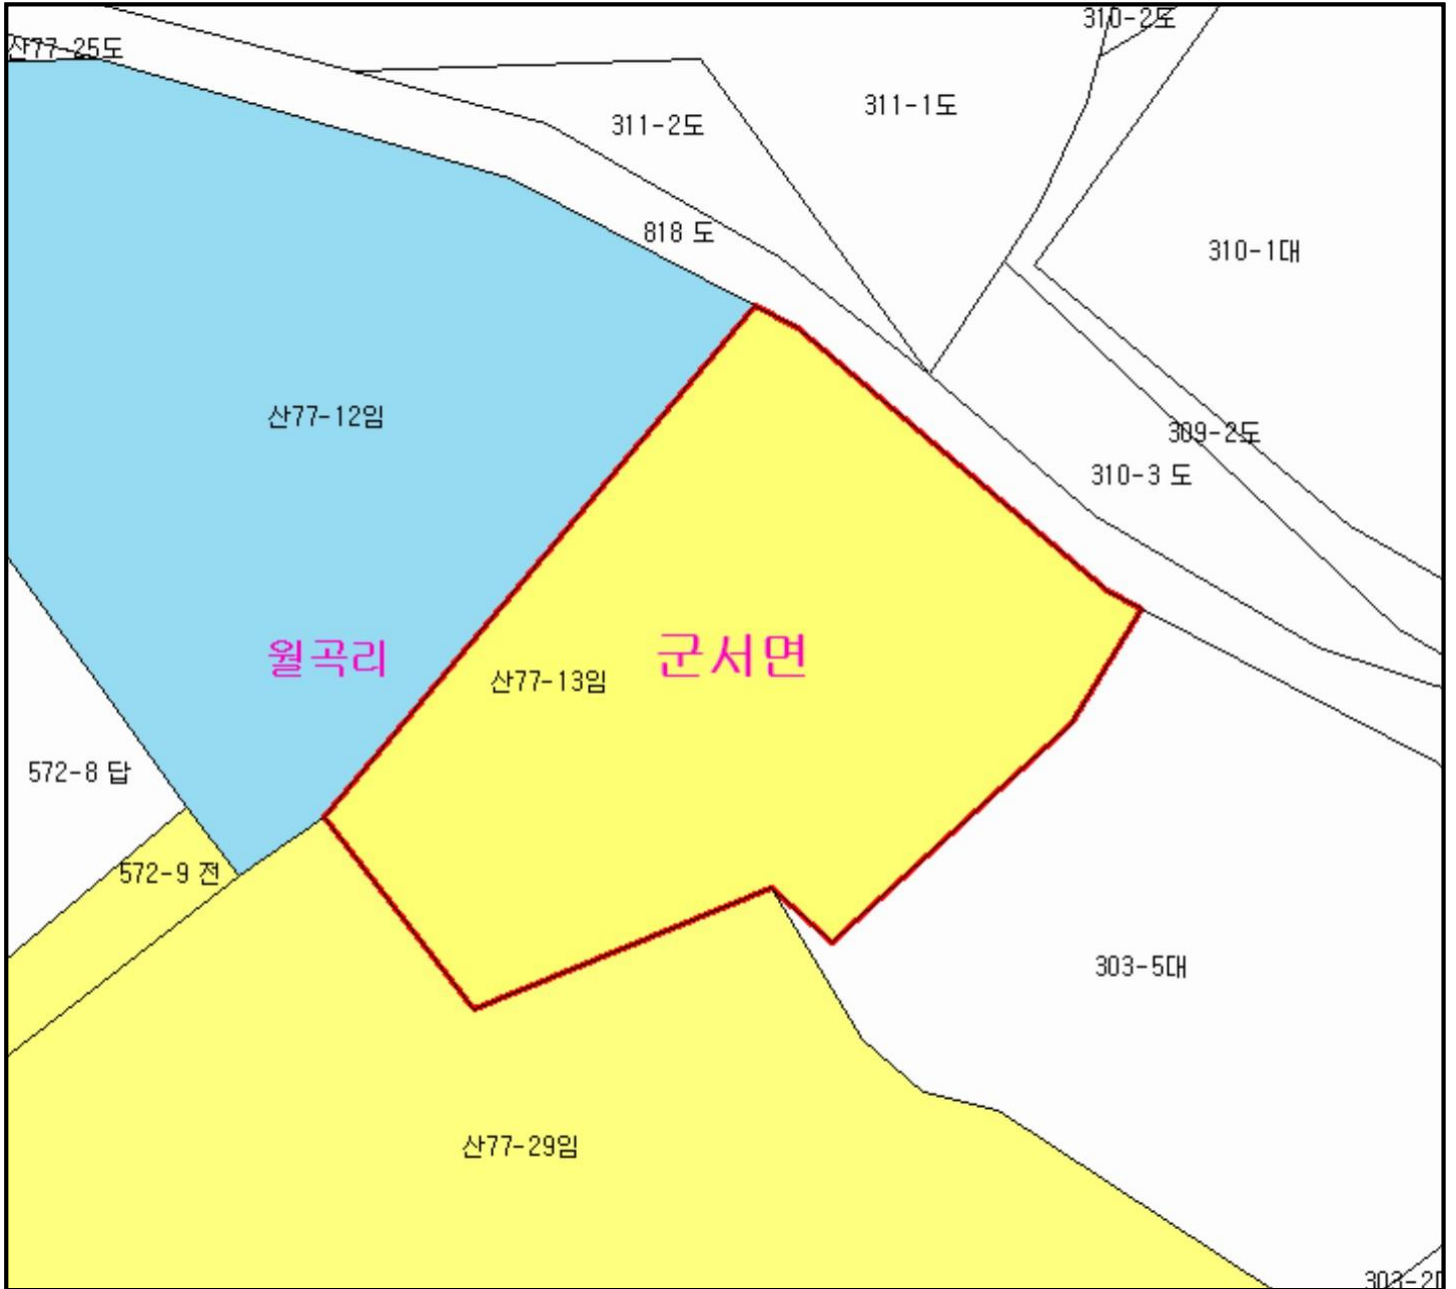 310-2도
산77-25도
311-1도
311-2도
818 도
310-1대
산77-12임
309-2도
310-3 도
월곡리
군서면
산77-13임
572-8 답
572-9 전
303-5대
산77-29임